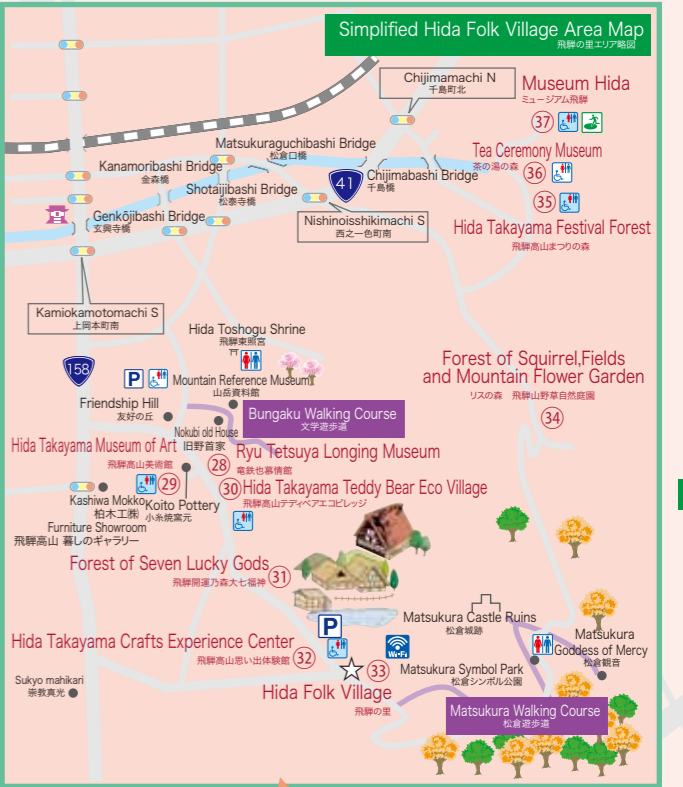 Simplified Hida Folk Village Area Map
飛騨の里エリア略図
Chijimamachi N
千島町北
Museum Hida
ミュージアム飛騨
37
Matsukuraguchibashi Bridge
松倉口橋
Tea Ceremony Museum
茶の湯の森
36
Kanamoribashi Bridge
金森橋
41
Chijimabashi Bridge
千島橋
Shotaijibashi Bridge
松泰寺橋
35
Genkōjibashi Bridge
玄興寺橋
Nishinoisshikimachi S
西之一色町南
Hida Takayama Festival Forest
飛騨高山まつりの森
Kamiokamotomachi S
上岡本町南
Hida Toshogu Shrine
飛騨東照宮
158
P
Mountain Reference Museum
山岳資料館
Forest of Squirrel,Fields
and Mountain Flower Garden
リスの森 飛騨山野草自然庭園
34
Friendship Hill
友好の丘
Bungaku Walking Course
文学遊歩道
Nokubi old House
旧野首家
Hida Takayama Museum of Art
飛騨高山美術館
29
28
Ryu Tetsuya Longing Museum
竜鉄也慕情館
30
Hida Takayama Teddy Bear Eco Village
飛騨高山テディベアエコビレッジ
Kashiwa Mokko
柏木工㈱
Furniture Showroom
飛騨高山 暮しのギャラリー
Koito Pottery
小糸焼窯元
Forest of Seven Lucky Gods
飛騨開運乃森大七福神
31
Matsukura Castle Ruins
松倉城跡
P
Hida Takayama Crafts Experience Center
飛騨高山思い出体験館
32
Wi-Fi
Matsukura
Goddess of Mercy
松倉観音
33
Matsukura Symbol Park
松倉シンボル公園
Sukyo mahikari
崇教真光
Hida Folk Village
飛騨の里
Matsukura Walking Course
松倉遊歩道